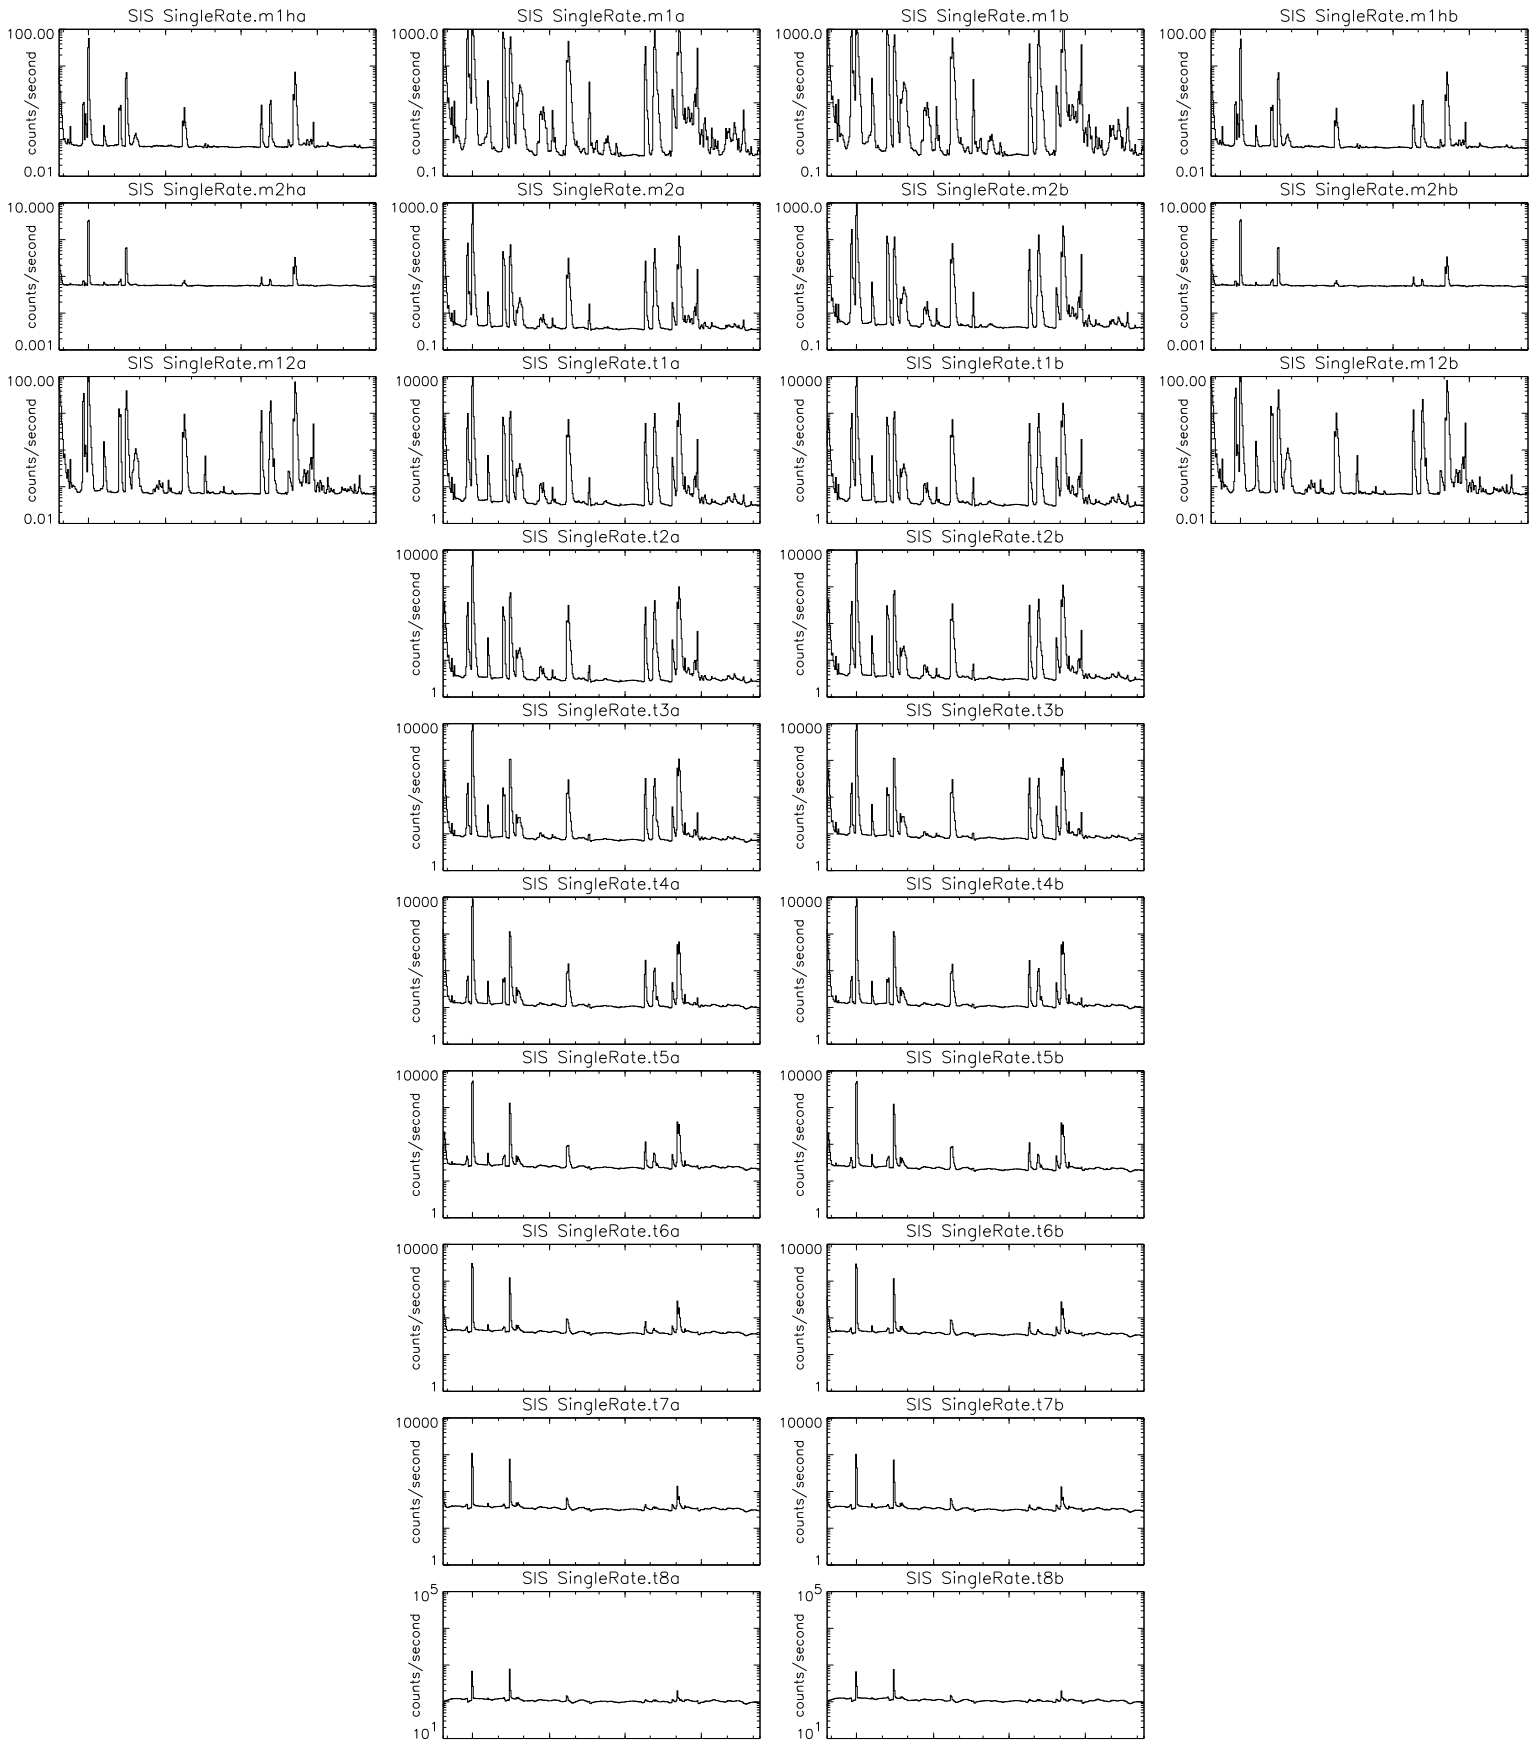 SIS SingleRate.m1ha SIS SingleRate.m1a SIS SingleRate.m1b SIS SingleRate.m1hb
100.00 1000.0 1000.0 100.00
counts/second counts/second counts/second counts/second
0.01 0.1 0.1 0.01
SIS SingleRate.m2ha SIS SingleRate.m2a SIS SingleRate.m2b SIS SingleRate.m2hb
10.000 1000.0 1000.0 10.000
counts/second counts/second counts/second counts/second
0.001 0.1 0.1 0.001
SIS SingleRate.m12a SIS SingleRate.t1a SIS SingleRate.t1b SIS SingleRate.m12b
100.00 10000 10000 100.00
counts/second counts/second counts/second counts/second
0.01 1 1 0.01
SIS SingleRate.t2a SIS SingleRate.t2b
10000 10000
counts/second counts/second
1 1
SIS SingleRate.t3a SIS SingleRate.t3b
10000 10000
counts/second counts/second
1 1
SIS SingleRate.t4a SIS SingleRate.t4b
10000 10000
counts/second counts/second
1 1
SIS SingleRate.t5a SIS SingleRate.t5b
10000 10000
counts/second counts/second
1 1
SIS SingleRate.t6a SIS SingleRate.t6b
10000 10000
counts/second counts/second
1 1
SIS SingleRate.t7a SIS SingleRate.t7b
10000 10000
counts/second counts/second
1 1
SIS SingleRate.t8a SIS SingleRate.t8b
10⁵ 10⁵
counts/second counts/second
10¹ 10¹